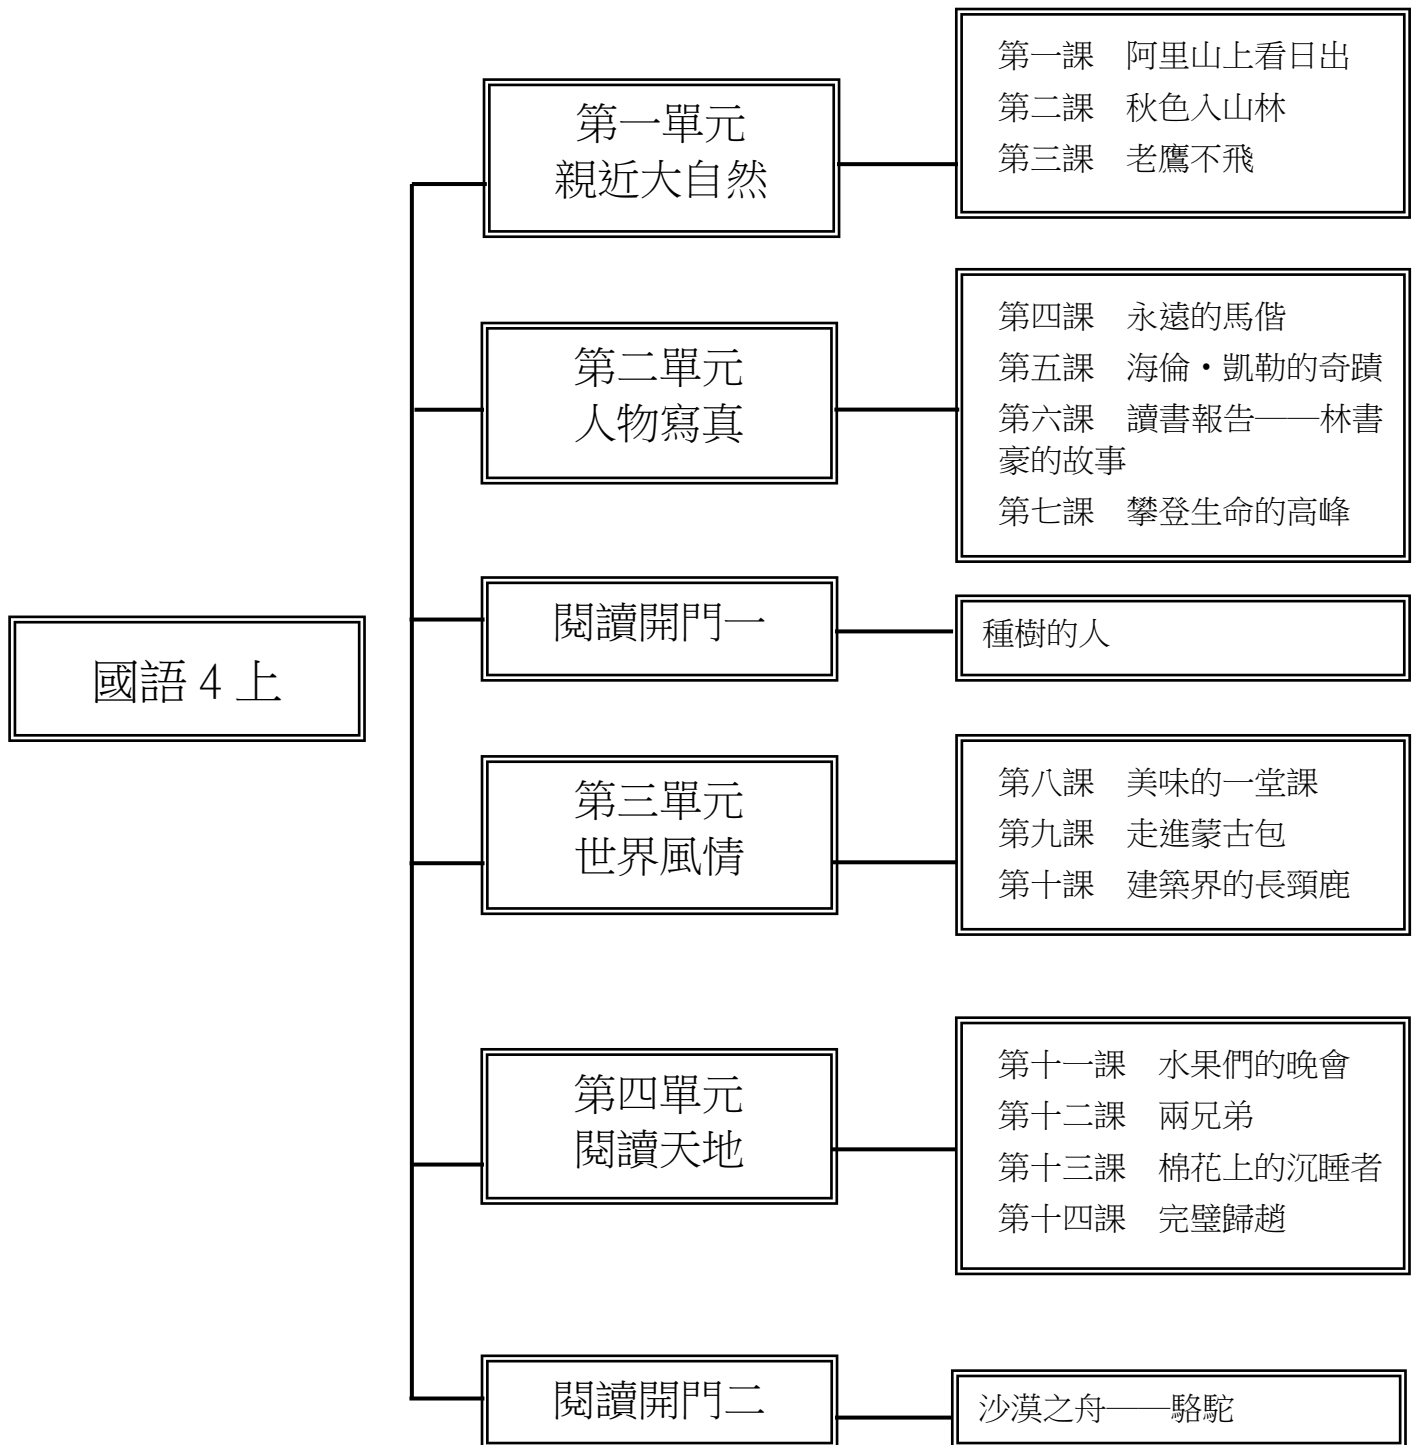 國語 4 上
第一單元
親近大自然
第一課　阿里山上看日出
第二課　秋色入山林
第三課　老鷹不飛
第二單元
人物寫真
第四課　永遠的馬偕
第五課　海倫・凱勒的奇蹟
第六課　讀書報告──林書
豪的故事
第七課　攀登生命的高峰
閱讀開門一
種樹的人
第三單元
世界風情
第八課　美味的一堂課
第九課　走進蒙古包
第十課　建築界的長頸鹿
第四單元
閱讀天地
第十一課　水果們的晚會
第十二課　兩兄弟
第十三課　棉花上的沉睡者
第十四課　完璧歸趙
閱讀開門二
沙漠之舟──駱駝